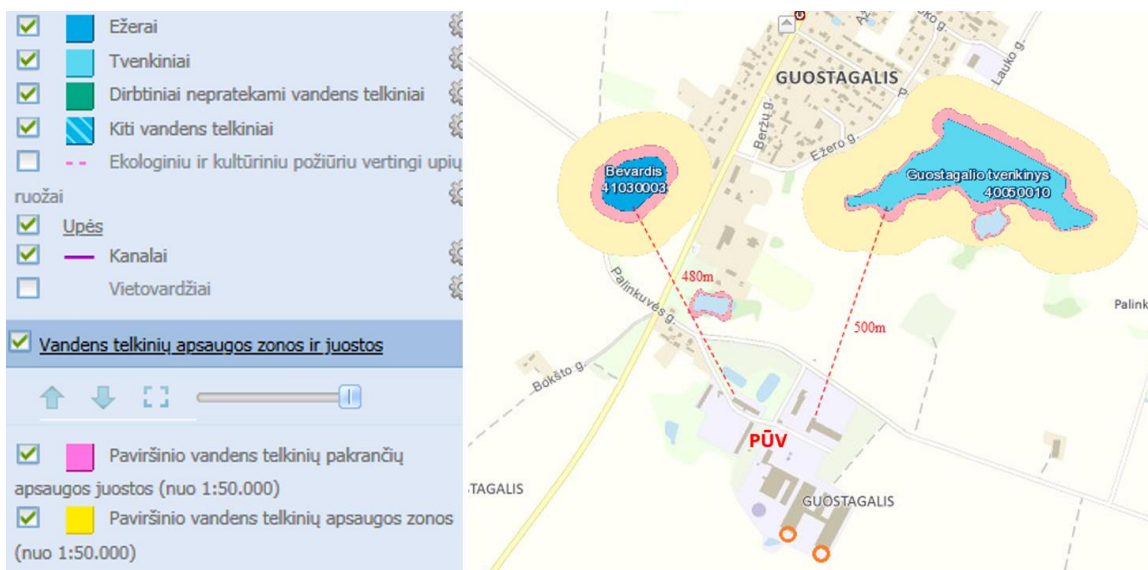 Ežerai
Tvenkiniai
Dirbtiniai nepratekami vandens telkiniai
Kiti vandens telkiniai
Ekologiniu ir kultūriniu požiūriu vertingi upių
ruožai
Upės
Kanalai
Vietovardžiai
Vandens telkinių apsaugos zonos ir juostos
Paviršinio vandens telkinių pakrančių
apsaugos juostos (nuo 1:50.000)
Paviršinio vandens telkinių apsaugos zonos
(nuo 1:50.000)
GUOSTAGALIS
Lauko g.
Beržų g.
Ežero g.
Bevardis
41030003
Guostagalio tvenkinys
40050010
480m
500m
Palinkuvės g.
Palink
Bokšto g.
PŪV
TAGALIS
GUOSTAGALIS